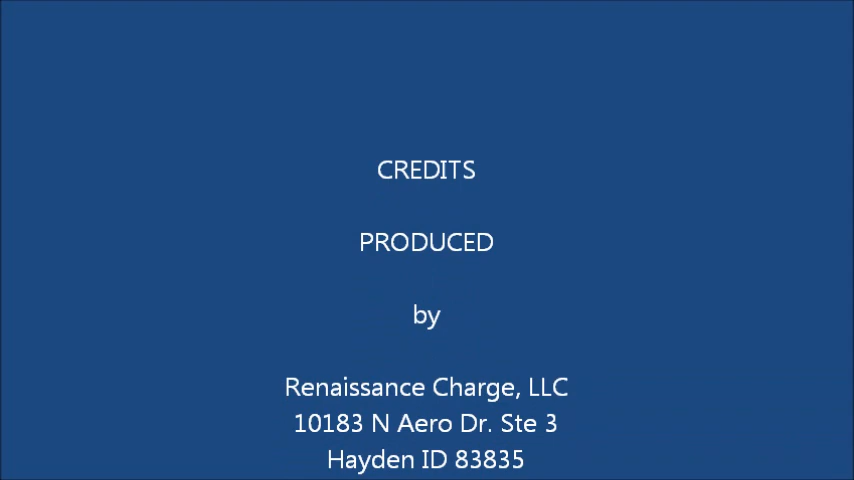 CREDITS
PRODUCED
by
Renaissance Charge, LLC
10183 N Aero Dr. Ste 3
Hayden ID 83835